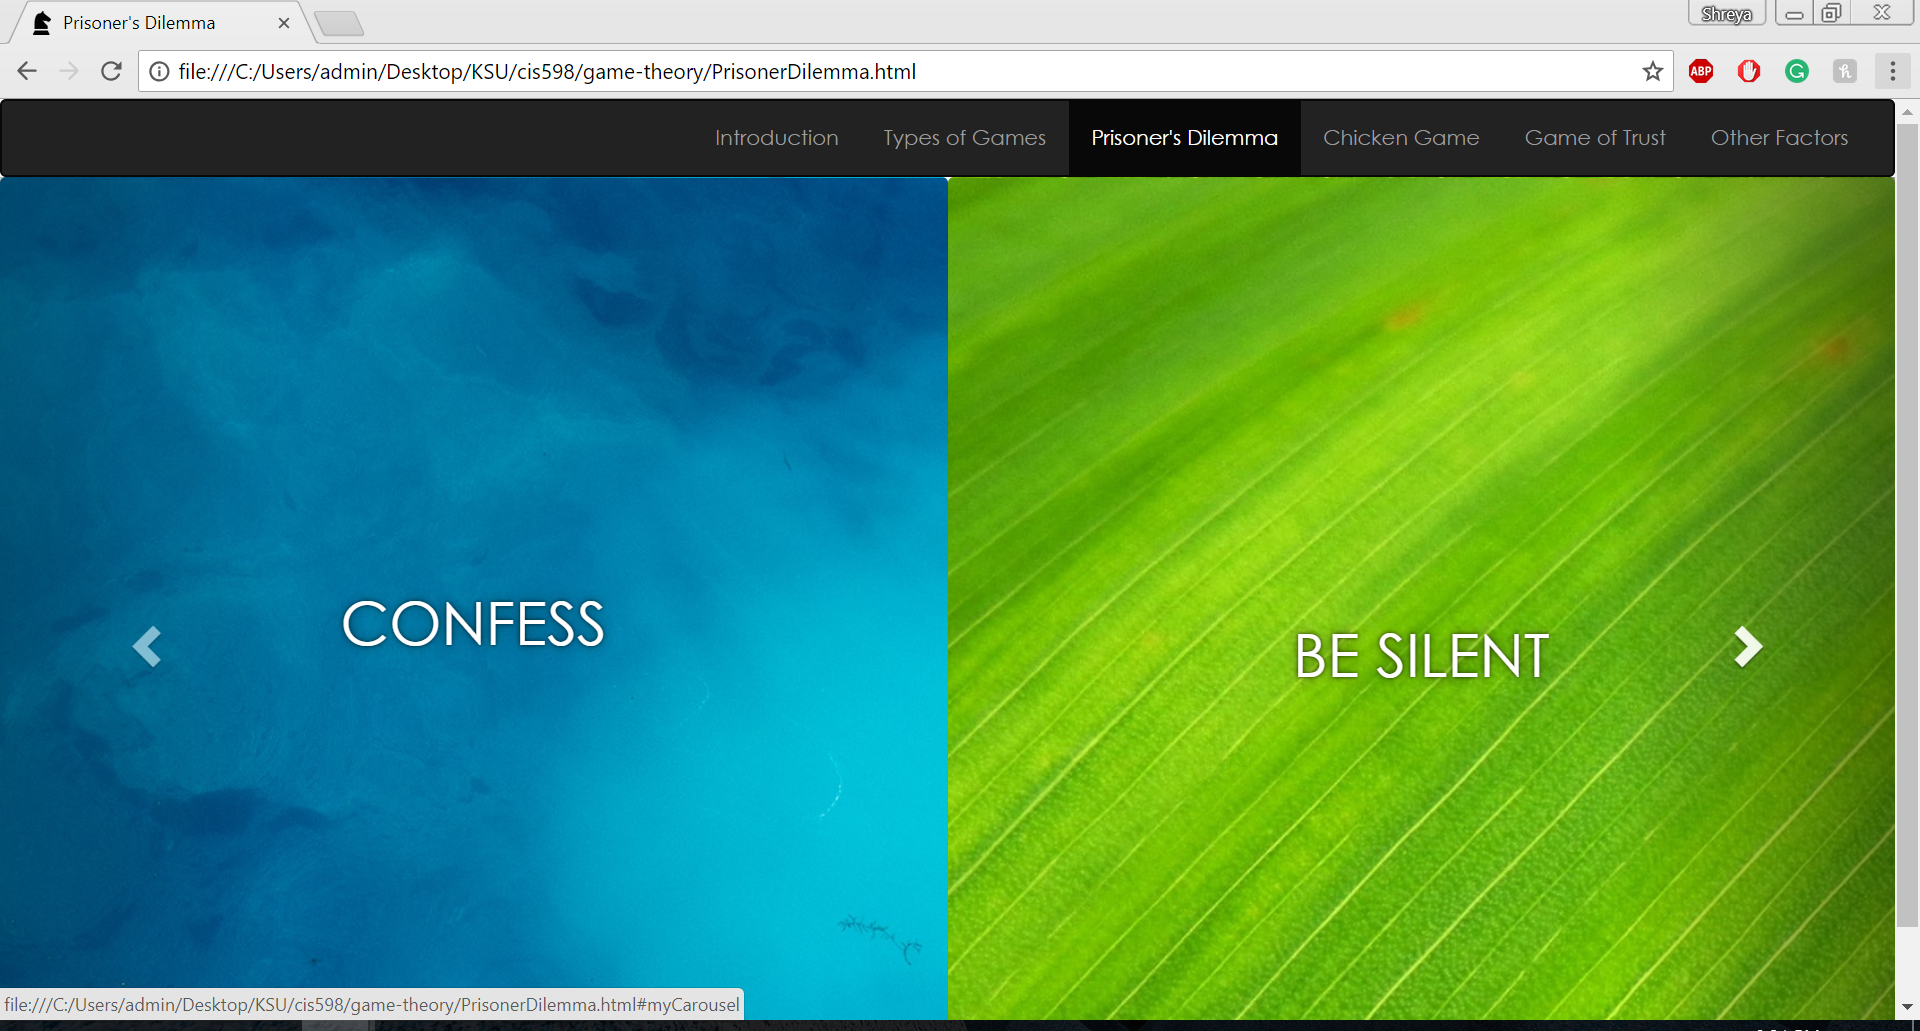 Prisoner's Dilemma
Shreya
file:///C:/Users/admin/Desktop/KSU/cis598/game-theory/PrisonerDilemma.html
ABP
Introduction Types of Games Prisoner's Dilemma Chicken Game Game of Trust Other Factors
CONFESS
BE SILENT
file:///C:/Users/admin/Desktop/KSU/cis598/game-theory/PrisonerDilemma.html#myCarousel